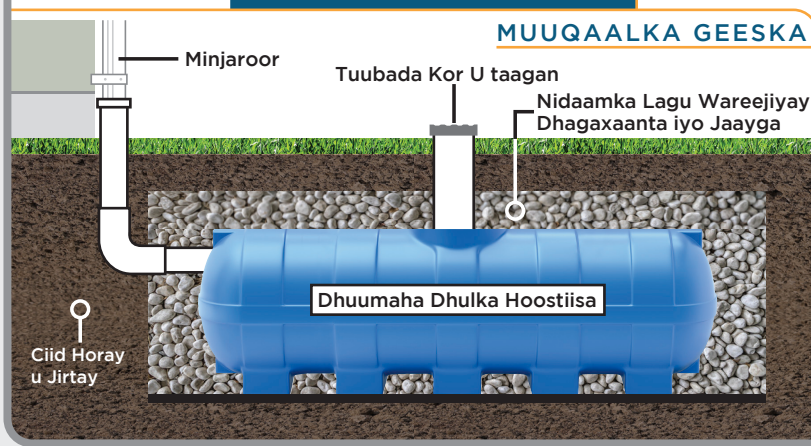 MUUQAALKA GEESKA
Minjaroor
Tuubada Kor U taagan
Nidaamka Lagu Wareejiyay
Dhagaxaanta iyo Jaayga
Dhuumaha Dhulka Hoostiisa
Ciid Horay
u Jirtay